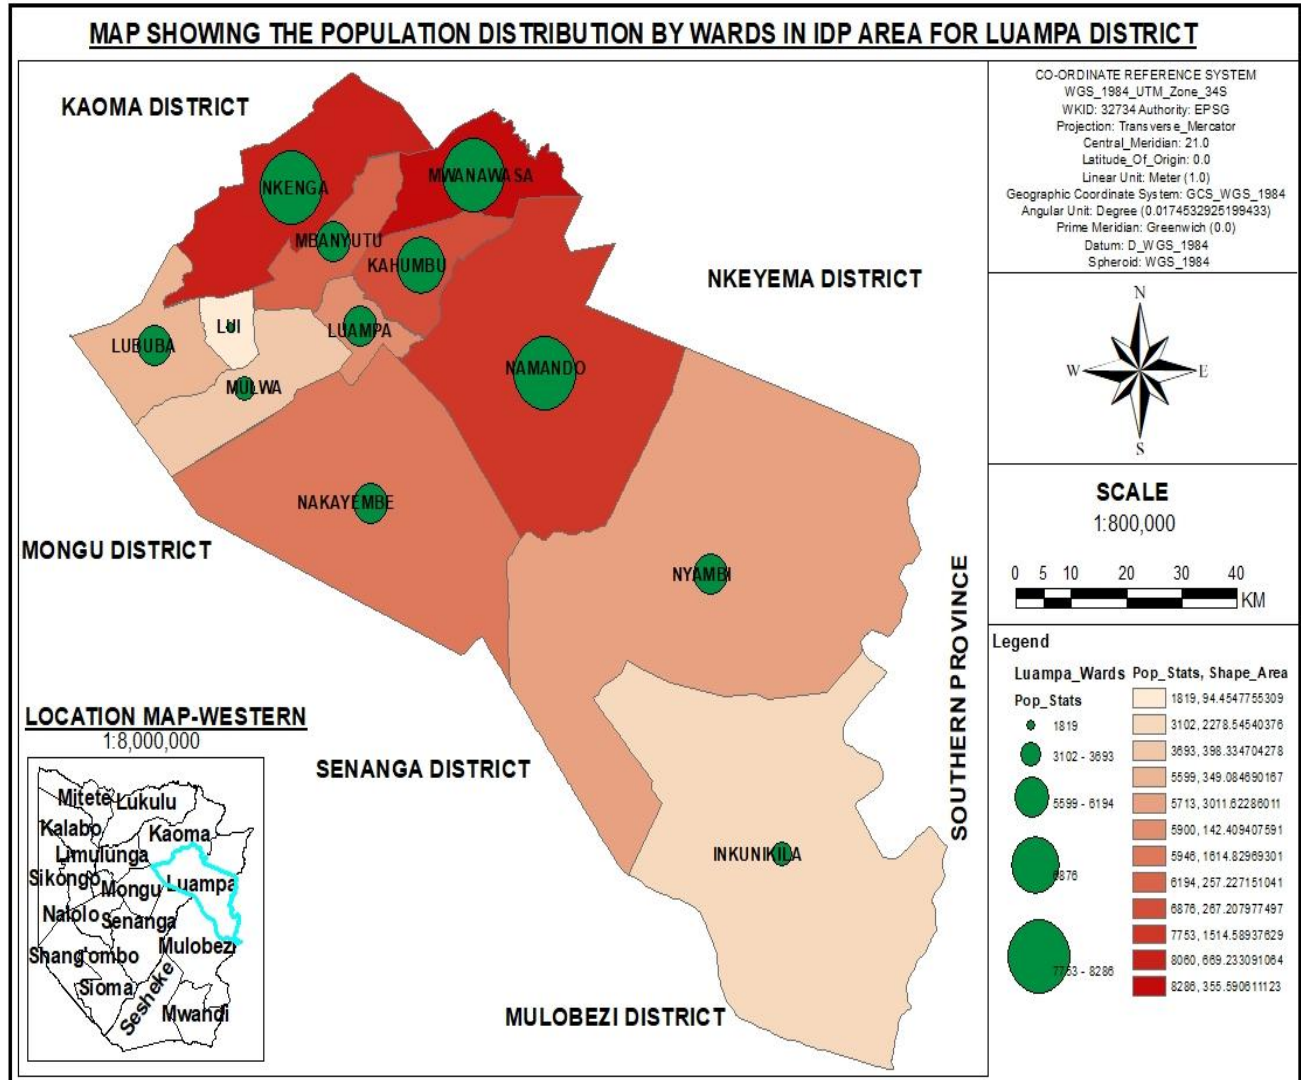 MAP SHOWING THE POPULATION DISTRIBUTION BY WARDS IN IDP AREA FOR LUAMPA DISTRICT
KAOMA DISTRICT
NKENGA
MWANAWASA
MBANYUTU
KAHUMBU
NKEYEMA DISTRICT
LUI
LUAMPA
LUBUBA
NAMANDO
MULWA
NAKAYEMBE
MONGU DISTRICT
NYAMBI
SOUTHERN PROVINCE
SENANGA DISTRICT
INKUNIKILA
MULOBEZI DISTRICT
LOCATION MAP-WESTERN
1:8,000,000
Mitete
Lukulu
Kalabo
Kaoma
Limulunga
Sikongo
Mongu
Luampa
Nalolo
Senanga
Shang'ombo
Mulobezi
Sioma
Sesheke
Mwandi
CO-ORDINATE REFERENCE SYSTEM
WGS_1984_UTM_Zone_34S
WKID: 32734 Authority: EPSG
Projection: Transverse_Mercator
Central_Meridian: 21.0
Latitude_Of_Origin: 0.0
Linear Unit: Meter (1.0)
Geographic Coordinate System: GCS_WGS_1984
Angular Unit: Degree (0.0174532925199433)
Prime Meridian: Greenwich (0.0)
Datum: D_WGS_1984
Spheroid: WGS_1984
N
W
E
S
SCALE
1:800,000
0 5 10 20 30 40
KM
Legend
Luampa_Wards
Pop_Stats
1819
3102 - 3693
5599 - 6194
6876
7753 - 8286
Pop_Stats, Shape_Area
1819, 94.4547755309
3102, 2278.54540376
3693, 398.334704278
5599, 349.084690167
5713, 3011.62286011
5900, 142.409407591
5946, 1614.82969301
6194, 257.227151041
6876, 267.207977497
7753, 1514.58937629
8060, 669.233091064
8286, 355.590611123